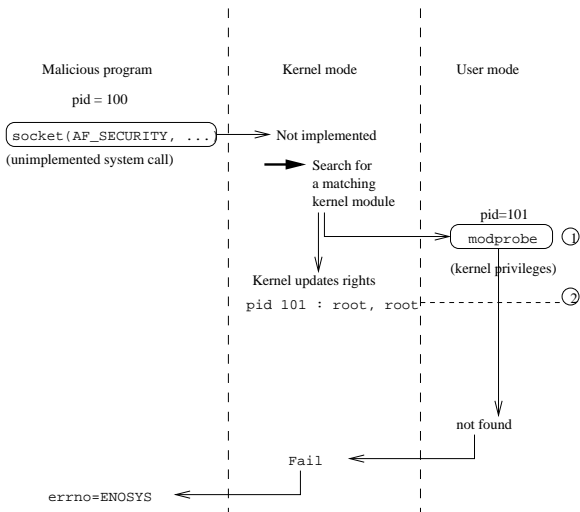 Malicious program
Kernel mode
User mode
pid = 100
socket(AF_SECURITY, ...
Not implemented
(unimplemented system call)
Search for
a matching
kernel module
pid=101
modprobe
1
(kernel privileges)
Kernel updates rights
pid 101 : root, root
2
not found
Fail
errno=ENOSYS